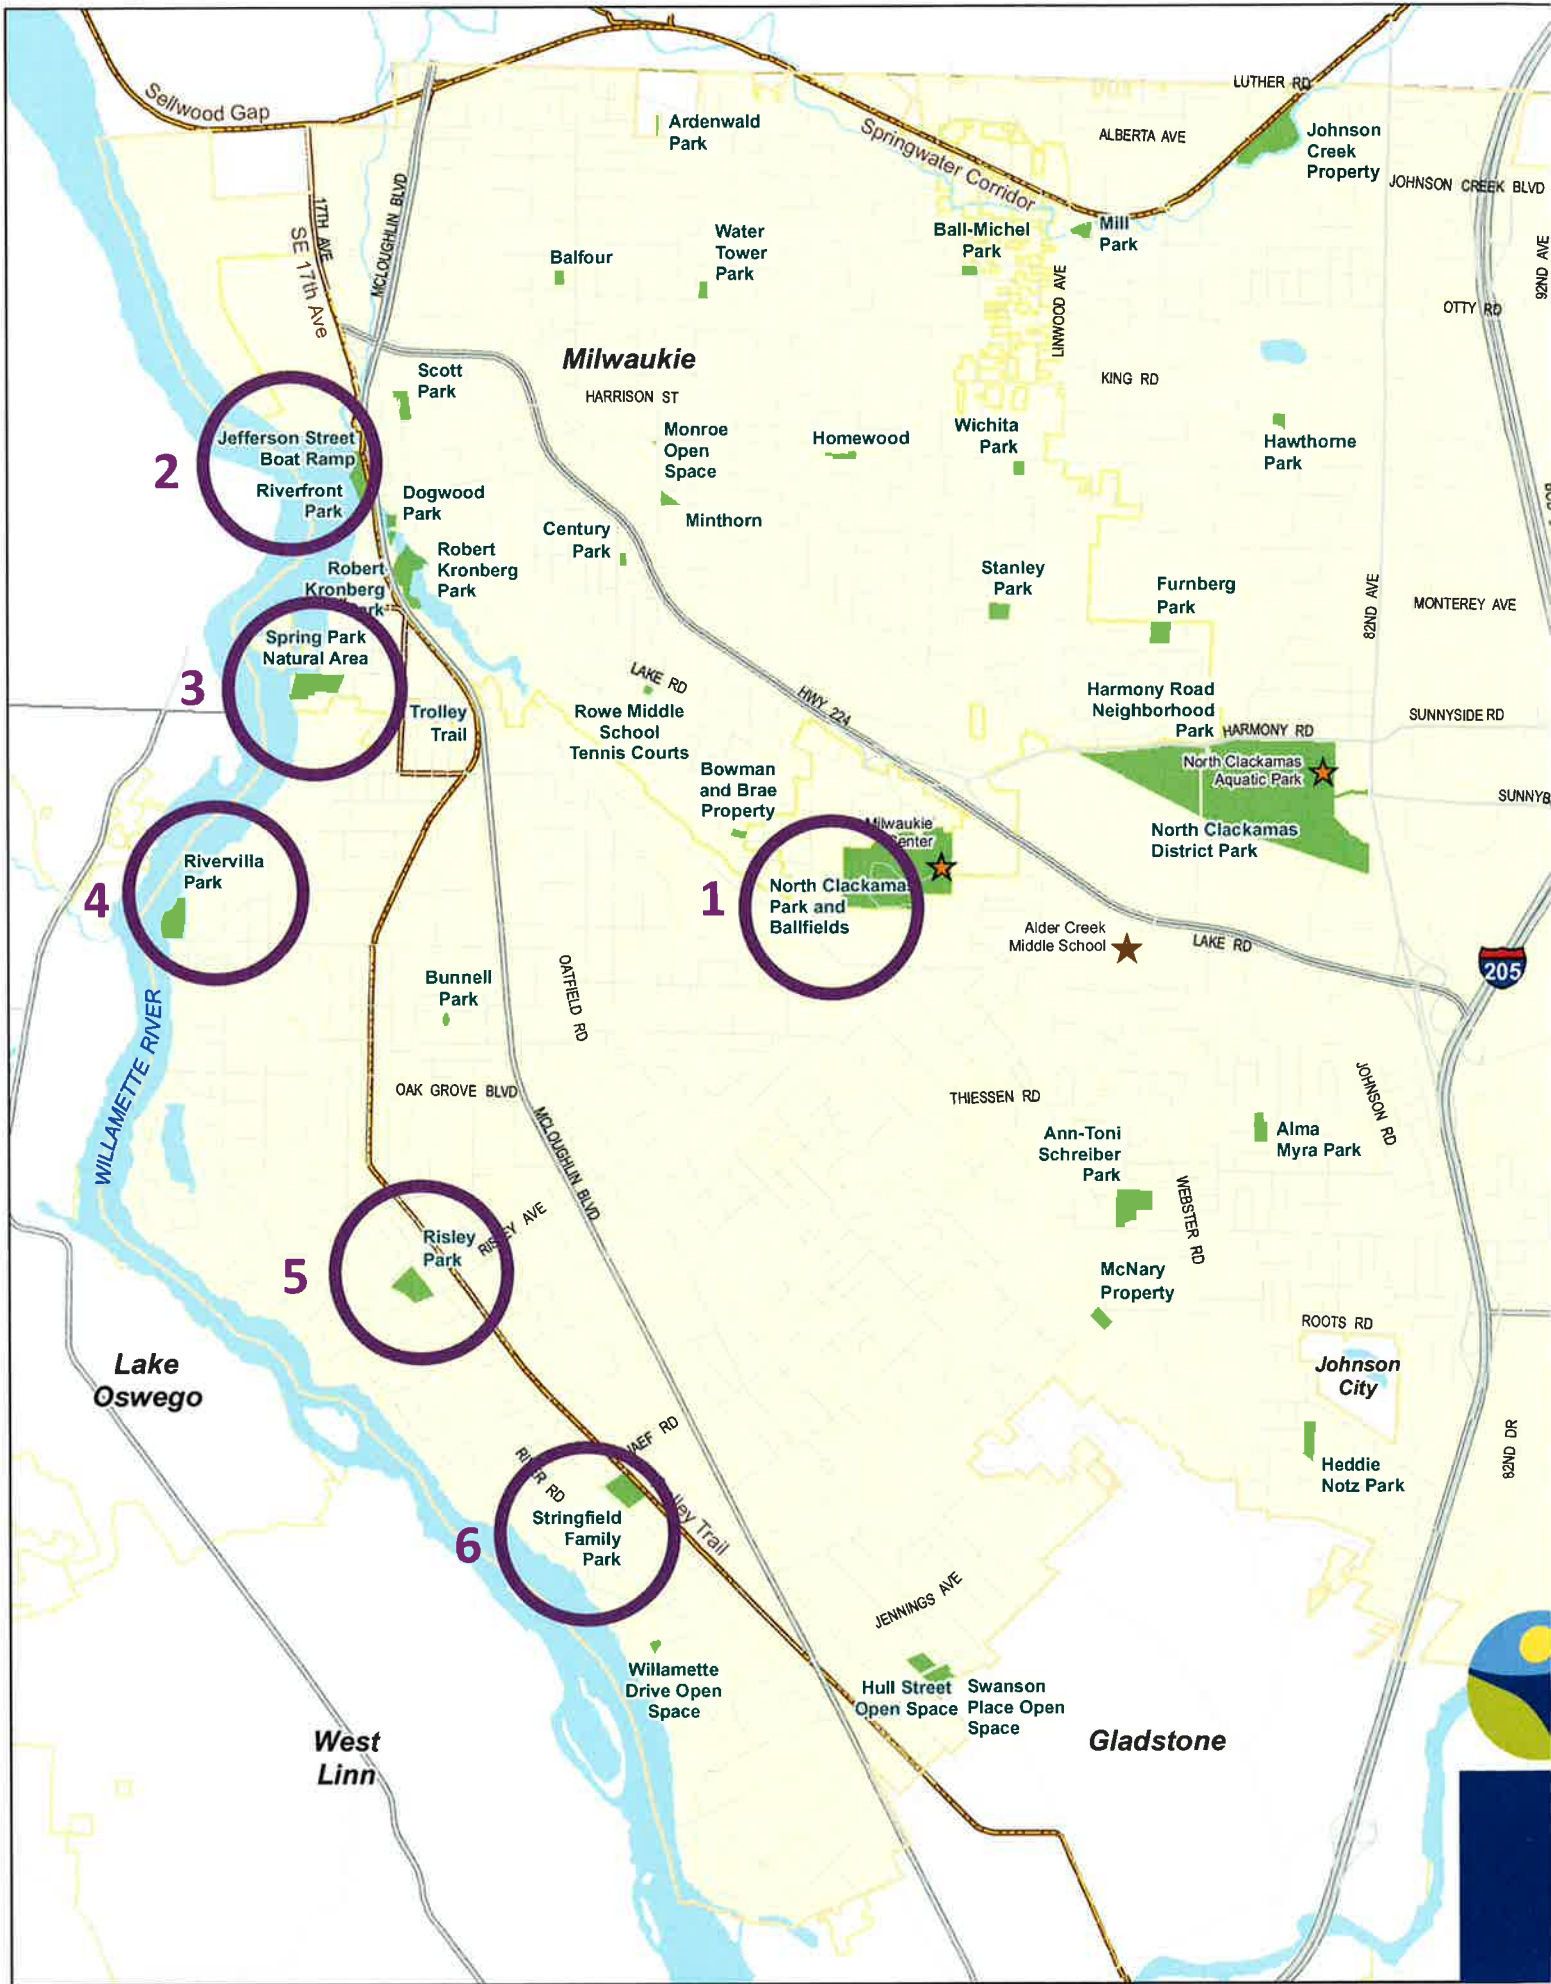 Sellwood Gap
17TH AVE
SE 17th Ave
MCLOUGHLIN BLVD
Ardenwald
Park
Springwater Corridor
LUTHER RD
ALBERTA AVE
Johnson
Creek
Property
JOHNSON CREEK BLVD
92ND AVE
Balfour
Water
Tower
Park
Ball-Michel
Park
Mill
Park
LINWOOD AVE
OTTY RD
Milwaukie
Scott
Park
HARRISON ST
KING RD
2
Jefferson Street
Boat Ramp
Riverfront
Park
Monroe
Open
Space
Homewood
Wichita
Park
Hawthorne
Park
Dogwood
Park
Minthorn
Century
Park
Robert
Kronberg
Park
Robert
Kronberg
Stanley
Park
Furnberg
Park
82ND AVE
MONTEREY AVE
3
Spring Park
Natural Area
Trolley
Trail
LAKE RD
Rowe Middle
School
Tennis Courts
HWY 224
Harmony Road
Neighborhood
Park
HARMONY RD
SUNNYSIDE RD
North Clackamas
Aquatic Park
SUNNYB
Bowman
and Brae
Property
North Clackamas
District Park
4
Rivervilla
Park
1
Milwaukie
Center
North Clackamas
Park and
Ballfields
Alder Creek
Middle School
LAKE RD
205
WILLAMETTE RIVER
Bunnell
Park
OATFIELD RD
OAK GROVE BLVD
MCLOUGHLIN BLVD
THIESSEN RD
JOHNSON RD
Ann-Toni
Schreiber
Park
Alma
Myra Park
WEBSTER RD
5
Risley
Park
RISLEY AVE
McNary
Property
ROOTS RD
Johnson
City
Lake
Oswego
82ND DR
Heddie
Notz Park
6
RIVER RD
NAEF RD
Stringfield
Family
Park
lley Trail
JENNINGS AVE
Willamette
Drive Open
Space
Hull Street
Open Space
Swanson
Place Open
Space
West
Linn
Gladstone